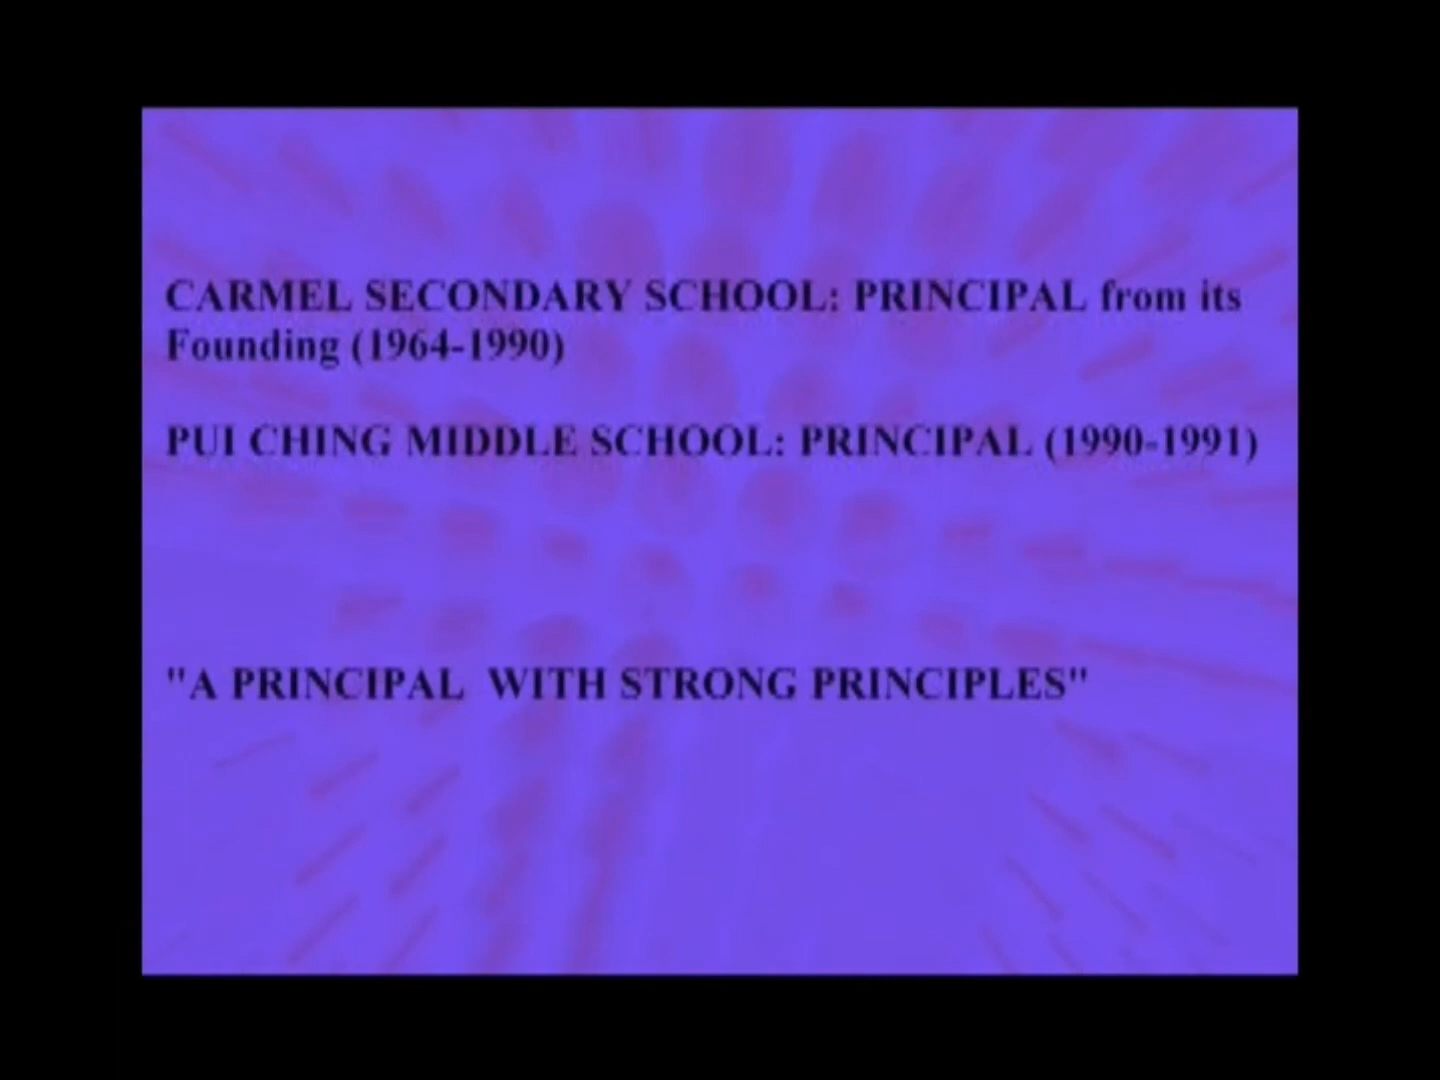 CARMEL SECONDARY SCHOOL: PRINCIPAL from its
Founding (1964-1990)
PUI CHING MIDDLE SCHOOL: PRINCIPAL (1990-1991)
"A PRINCIPAL  WITH STRONG PRINCIPLES"